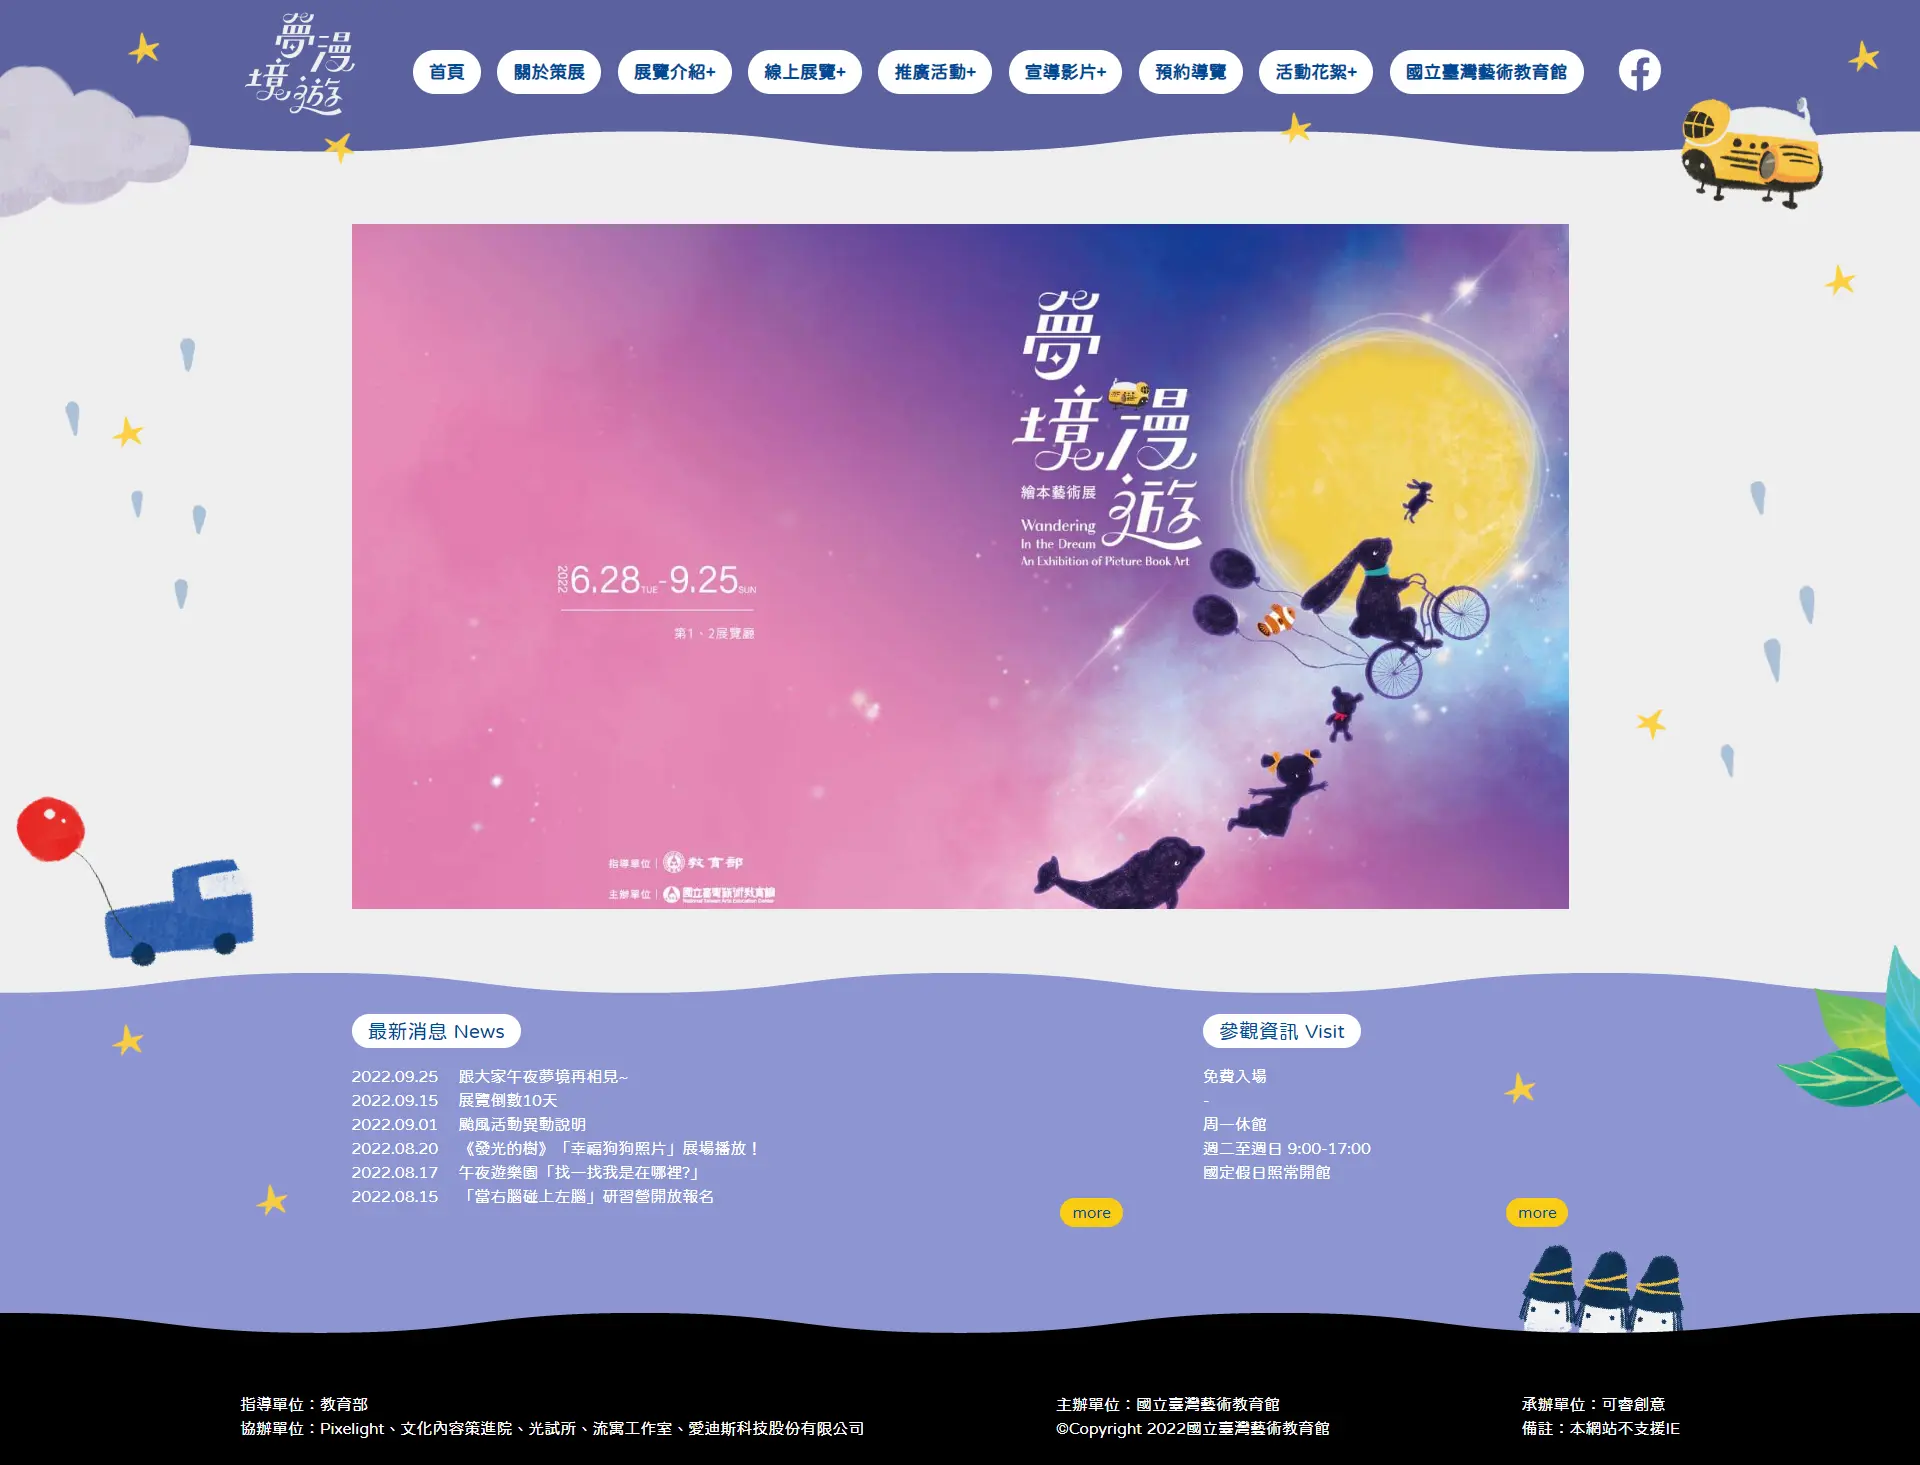 夢境漫遊
首頁
關於策展
展覽介紹+
線上展覽+
推廣活動+
宣導影片+
預約導覽
活動花絮+
國立臺灣藝術教育館
夢境漫遊
繪本藝術展
Wandering
In the Dream
An Exhibition of Picture Book Art
2022 6.28TUE-9.25SUN
第1、2展覽廳
指導單位｜教育部
主辦單位｜國立臺灣藝術教育館
National Taiwan Arts Education Center
最新消息 News
2022.09.25 跟大家午夜夢境再相見~
2022.09.15 展覽倒數10天
2022.09.01 颱風活動異動說明
2022.08.20 《發光的樹》「幸福狗狗照片」展場播放！
2022.08.17 午夜遊樂園「找一找我是在哪裡?」
2022.08.15 「當右腦碰上左腦」研習營開放報名
more
參觀資訊 Visit
免費入場
-
周一休館
週二至週日 9:00-17:00
國定假日照常開館
more
指導單位：教育部
協辦單位：Pixelight、文化內容策進院、光試所、流寓工作室、愛迪斯科技股份有限公司
主辦單位：國立臺灣藝術教育館
©Copyright 2022國立臺灣藝術教育館
承辦單位：可睿創意
備註：本網站不支援IE